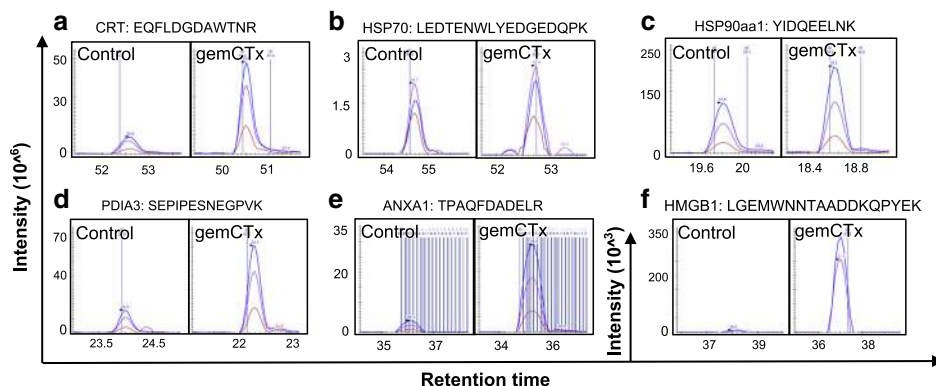 a CRT: EQFLDGDAWTNR
Control gemCTx
50
30
0
52 53 50 51
b HSP70: LEDTENWLYEDGEDQPK
Control gemCTx
3
1.5
0
54 55 52 53
c HSP90aa1: YIDQEELNK
Control gemCTx
250
150
0
19.6 20 18.4 18.8
d PDIA3: SEPIPESNEGPVK
Control gemCTx
70
40
0
23.5 24.5 22 23
e ANXA1: TPAQFDADELR
Control gemCTx
35
20
0
35 37 34 36
f HMGB1: LGEMWNNTAADDKQPYEK
Control gemCTx
350
200
0
37 39 36 38
Intensity (10^6)
Intensity (10^3)
Retention time